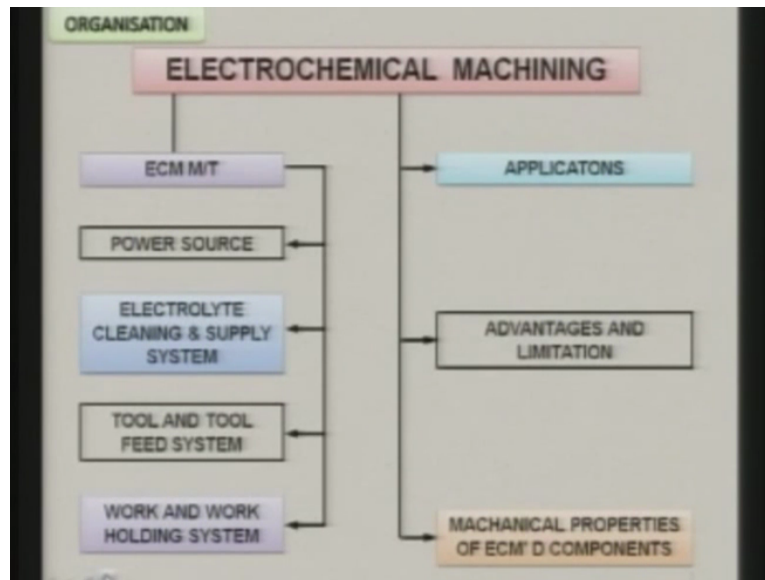 ORGANISATION
ELECTROCHEMICAL MACHINING
ECM M/T
POWER SOURCE
ELECTROLYTE
CLEANING & SUPPLY
SYSTEM
TOOL AND TOOL
FEED SYSTEM
WORK AND WORK
HOLDING SYSTEM
APPLICATONS
ADVANTAGES AND
LIMITATION
MACHANICAL PROPERTIES
OF ECM' D COMPONENTS